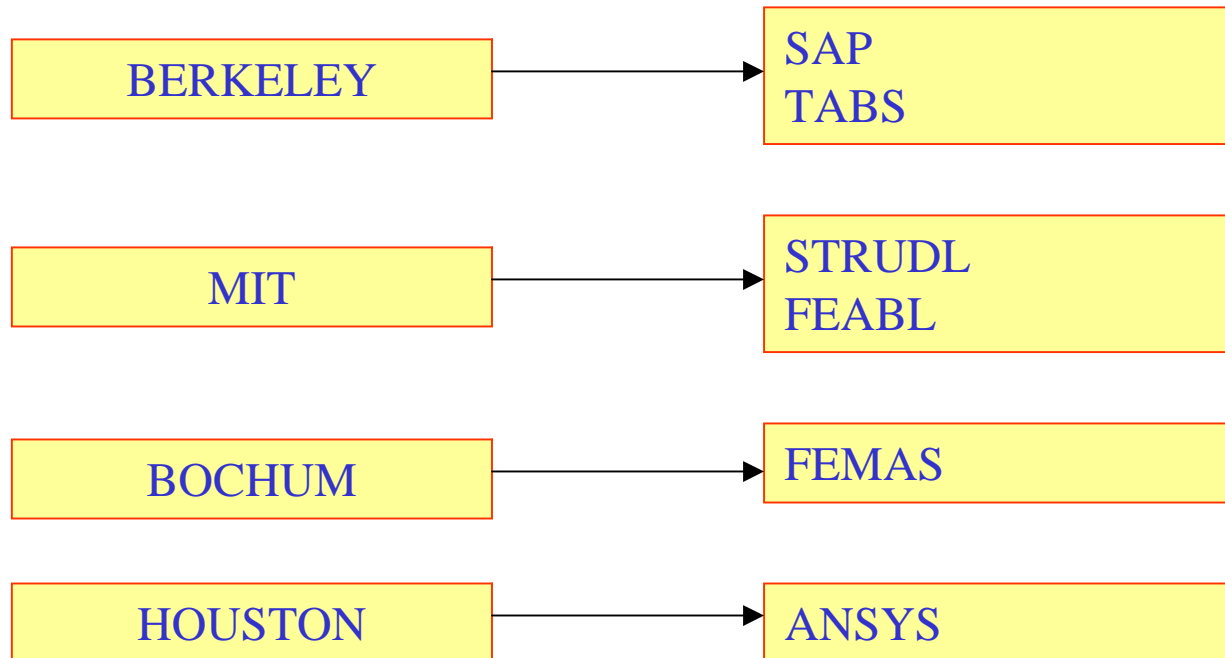 BERKELEY
SAP
TABS
MIT
STRUDL
FEABL
BOCHUM
FEMAS
HOUSTON
ANSYS